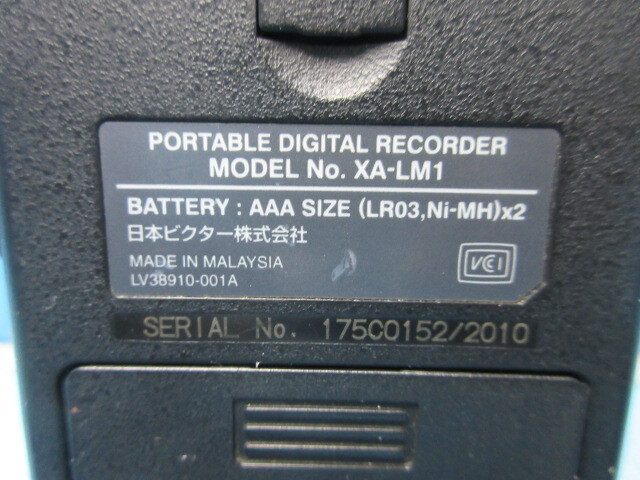 PORTABLE DIGITAL RECORDER
MODEL No. XA-LM1
BATTERY : AAA SIZE (LR03,Ni-MH)x2
日本ビクター株式会社
MADE IN MALAYSIA
LV38910-001A
VCI
SERIAL No. 175C0152/2010